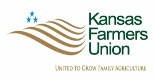 Kansas
Farmers
Union
UNITED TO GROW FAMILY AGRICULTURE